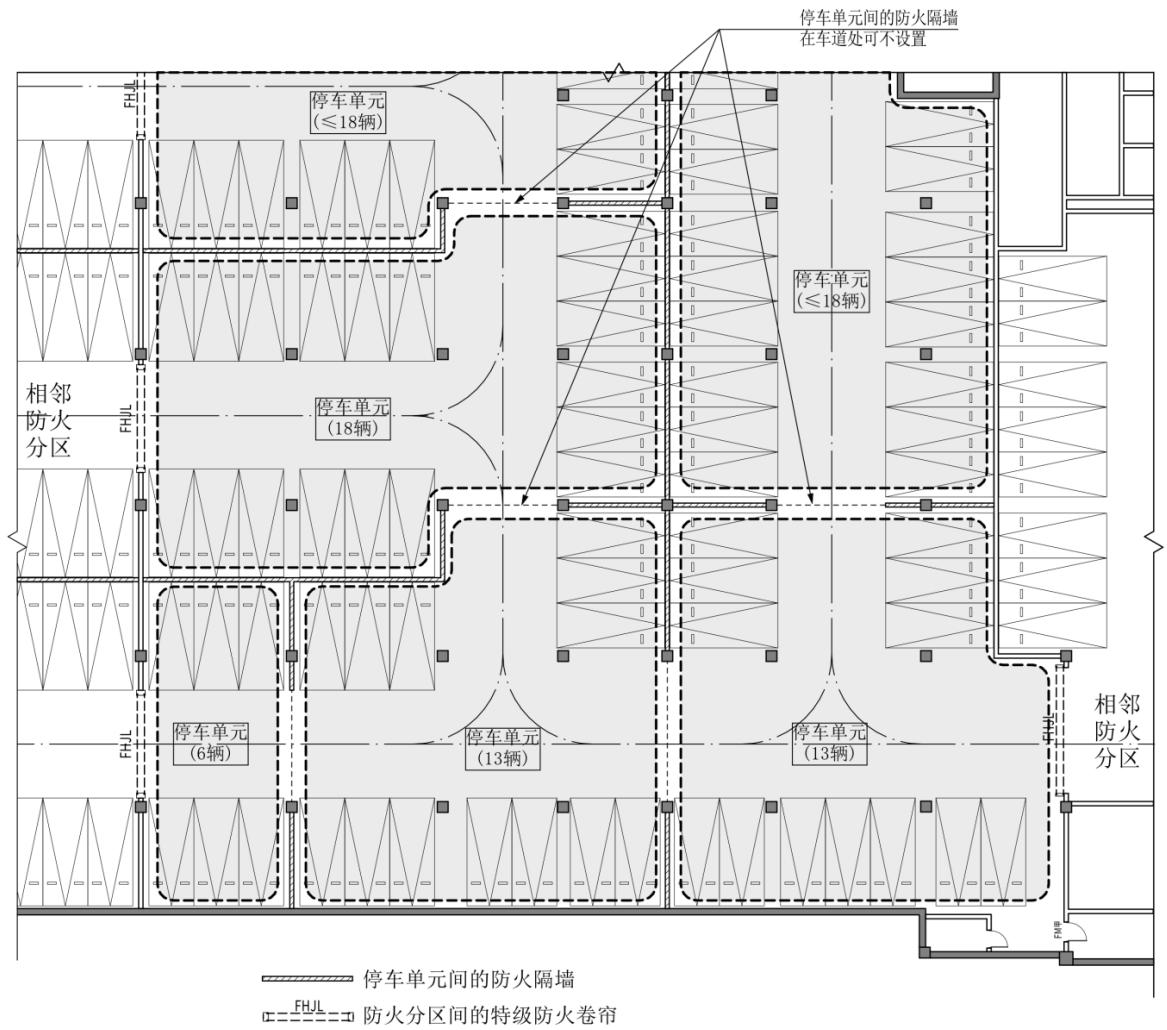 停车单元间的防火隔墙
在车道处可不设置
FHJL
停车单元
(≤18辆)
停车单元
(≤18辆)
相邻
防火
分区
FHJL
停车单元
(18辆)
FHJL
停车单元
(6辆)
停车单元
(13辆)
停车单元
(13辆)
FHJL
相邻
防火
分区
FM甲
停车单元间的防火隔墙
FHJL
防火分区间的特级防火卷帘